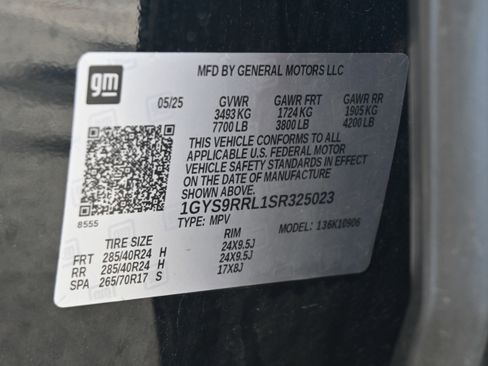 gm
MFD BY GENERAL MOTORS LLC
05/25 GVWR GAWR FRT GAWR RR
3493 KG 1724 KG 1905 KG
7700 LB 3800 LB 4200 LB
THIS VEHICLE CONFORMS TO ALL
APPLICABLE U.S. FEDERAL MOTOR
VEHICLE SAFETY STANDARDS IN EFFECT
ON THE DATE OF MANUFACTURE
SHOWN ABOVE.
1GYS9RRL1SR325023
8555 TYPE: MPV MODEL: 136K10906
TIRE SIZE RIM
FRT 285/40R24 H 24X9.5J
RR 285/40R24 H 24X9.5J
SPA 265/70R17 S 17X8J